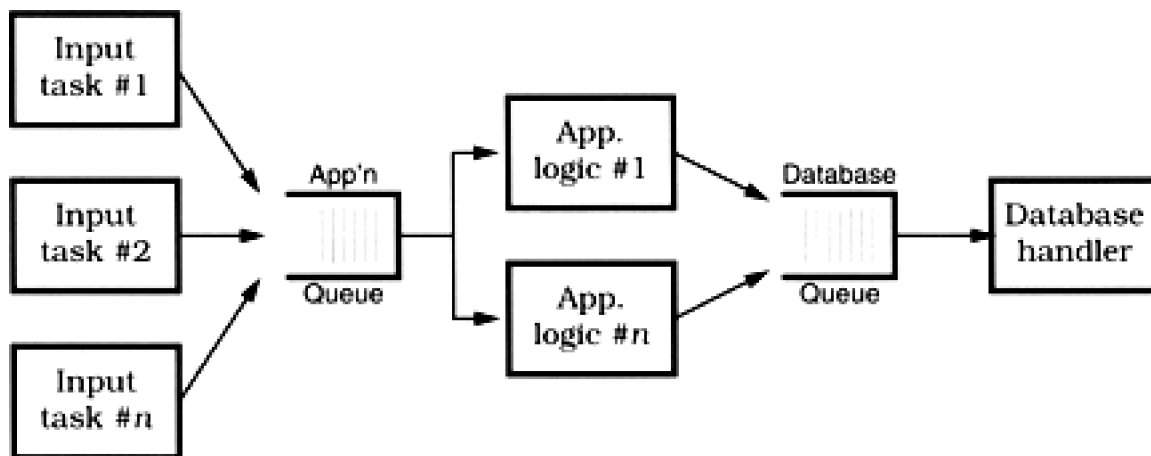 Input
task #1
Input
task #2
Input
task #n
App'n
Queue
App.
logic #1
App.
logic #n
Database
Queue
Database
handler